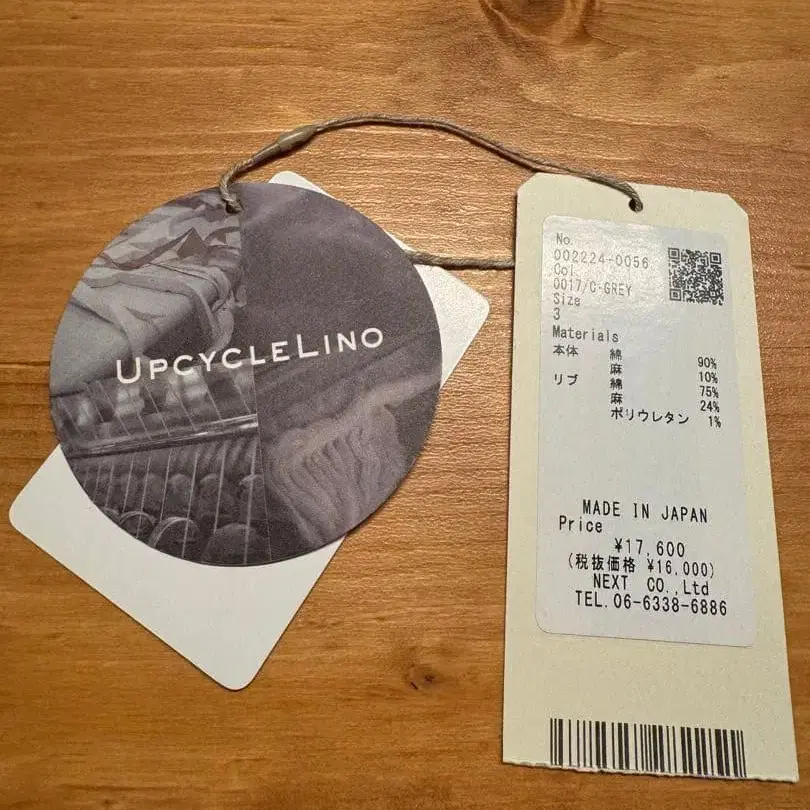 UPCYCLELINO
No.
002224-0056
Col.
0017/C-GREY
Size
3
Materials
本体 綿 90%
麻 10%
リブ 綿 75%
麻 24%
ポリウレタン 1%
MADE IN JAPAN
Price
¥17,600
(税抜価格 ¥16,000)
NEXT CO.,Ltd
TEL.06-6338-6886